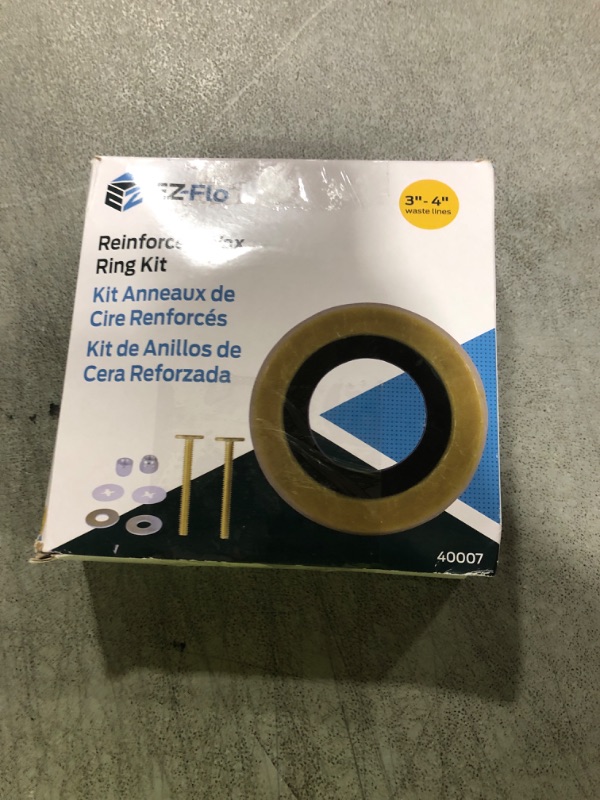 EZ-FLO
3"- 4"
waste lines
Ring Kit
Kit Anneaux de
Cire Renforcés
Kit de Anillos de
Cera Reforzada
40007